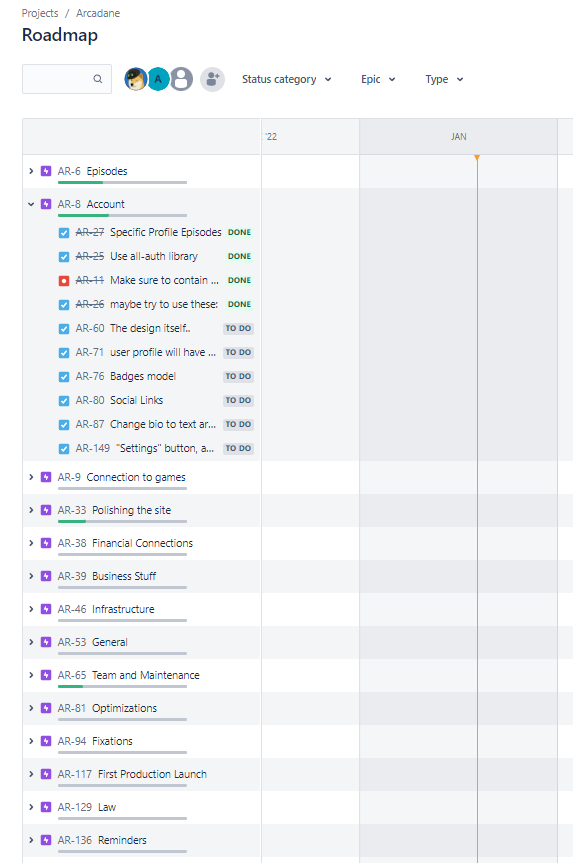 Projects / Arcadane
Roadmap
A
Status category
Epic
Type
'22
JAN
AR-6 Episodes
AR-8 Account
AR-27 Specific Profile Episodes DONE
AR-25 Use all-auth library DONE
AR-11 Make sure to contain ... DONE
AR-26 maybe try to use these: DONE
AR-60 The design itself.. TO DO
AR-71 user profile will have ... TO DO
AR-76 Badges model TO DO
AR-80 Social Links TO DO
AR-87 Change bio to text ar... TO DO
AR-149 "Settings" button, a... TO DO
AR-9 Connection to games
AR-33 Polishing the site
AR-38 Financial Connections
AR-39 Business Stuff
AR-46 Infrastructure
AR-53 General
AR-65 Team and Maintenance
AR-81 Optimizations
AR-94 Fixations
AR-117 First Production Launch
AR-129 Law
AR-136 Reminders